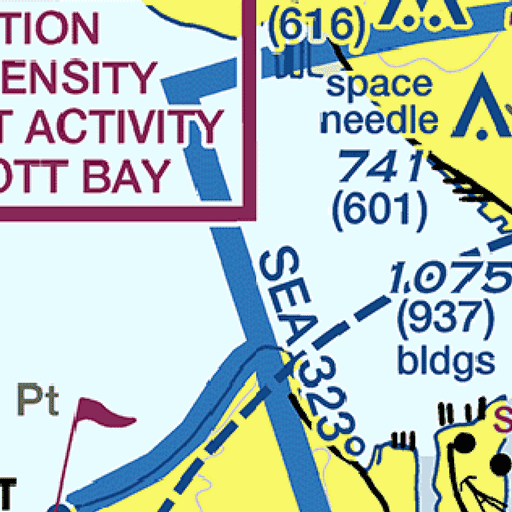 TION
ENSITY
T ACTIVITY
OTT BAY
(616)
space
needle
741
(601)
1,075
(937)
bldgs
SEA 323°
Pt
T
S